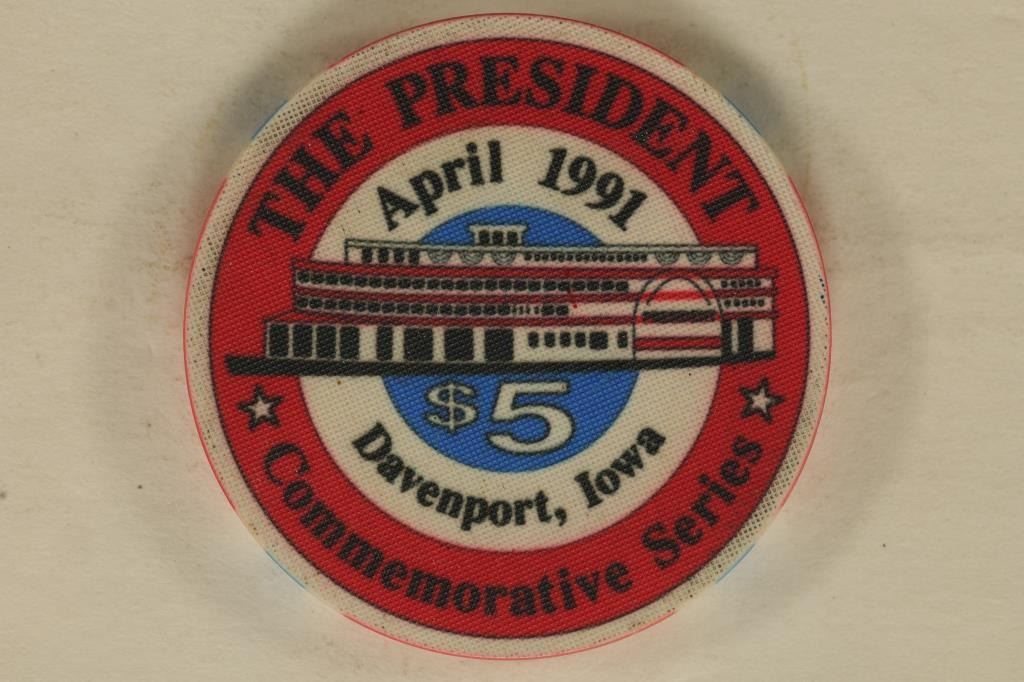 THE PRESIDENT
April 1991
$5
Davenport, Iowa
Commemorative Series